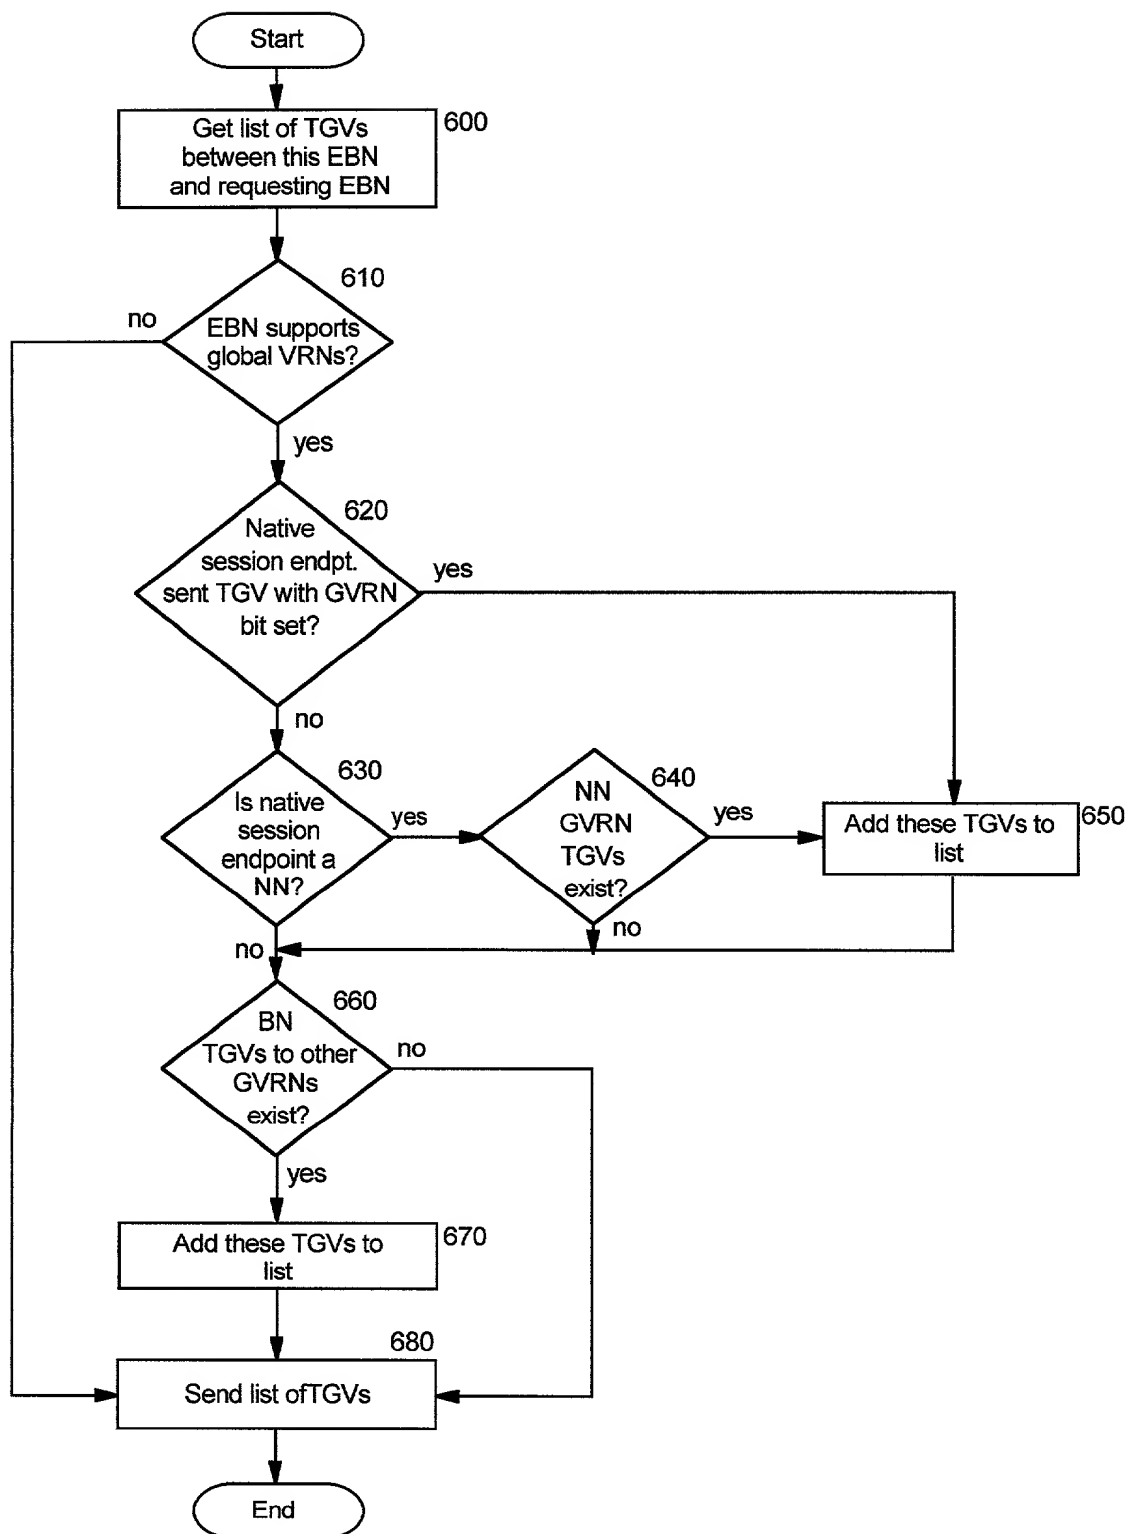 Start
Get list of TGVs
between this EBN
and requesting EBN
600
610
no
EBN supports
global VRNs?
yes
620
Native
session endpt.
sent TGV with GVRN
bit set?
yes
no
630
Is native
session
endpoint a
NN?
yes
640
NN
GVRN
TGVs
exist?
yes
Add these TGVs to
list
650
no
no
660
BN
TGVs to other
GVRNs
exist?
no
yes
Add these TGVs to
list
670
680
Send list ofTGVs
End